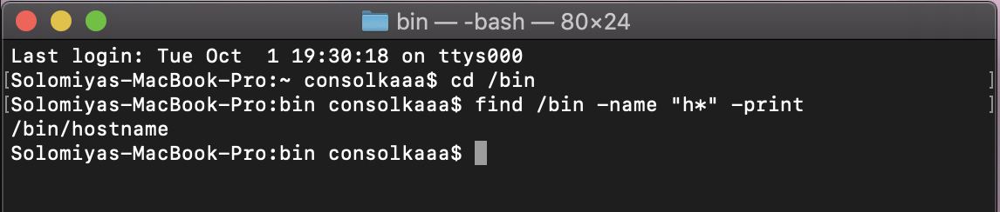 bin — -bash — 80×24
Last login: Tue Oct  1 19:30:18 on ttys000
[Solomiyas-MacBook-Pro:~ consolkaaa$ cd /bin ]
[Solomiyas-MacBook-Pro:bin consolkaaa$ find /bin -name "h*" -print ]
/bin/hostname
Solomiyas-MacBook-Pro:bin consolkaaa$